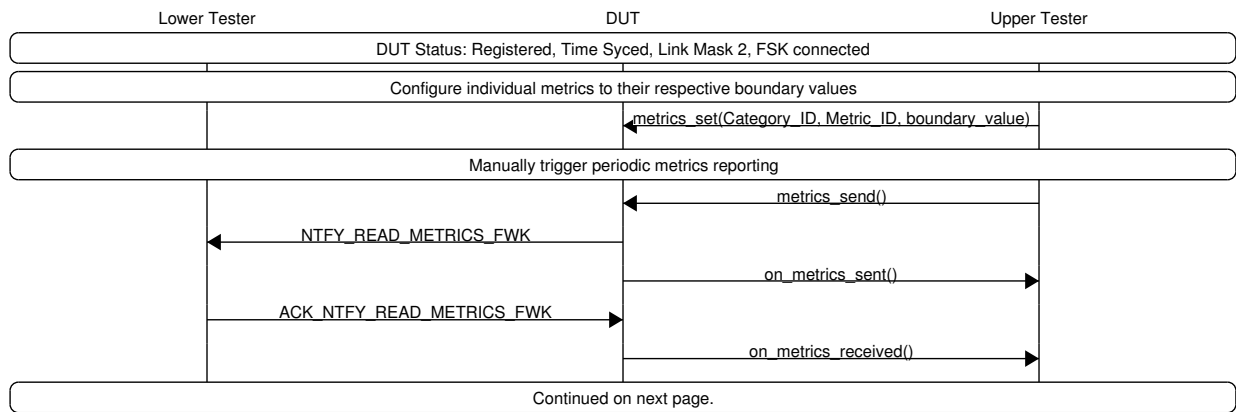 Lower Tester DUT Upper Tester
DUT Status: Registered, Time Syced, Link Mask 2, FSK connected
Configure individual metrics to their respective boundary values
metrics_set(Category_ID, Metric_ID, boundary_value)
Manually trigger periodic metrics reporting
metrics_send()
NTFY_READ_METRICS_FWK
on_metrics_sent()
ACK_NTFY_READ_METRICS_FWK
on_metrics_received()
Continued on next page.